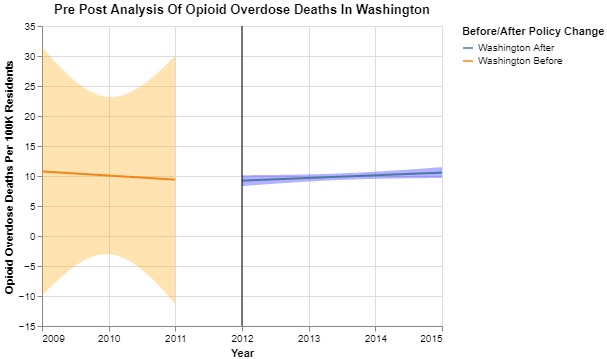 Pre Post Analysis Of Opioid Overdose Deaths In Washington
Before/After Policy Change
Washington After
Washington Before
Opioid Overdose Deaths Per 100K Residents
35
30
25
20
15
10
5
0
−5
−10
−15
2009 2010 2011 2012 2013 2014 2015
Year